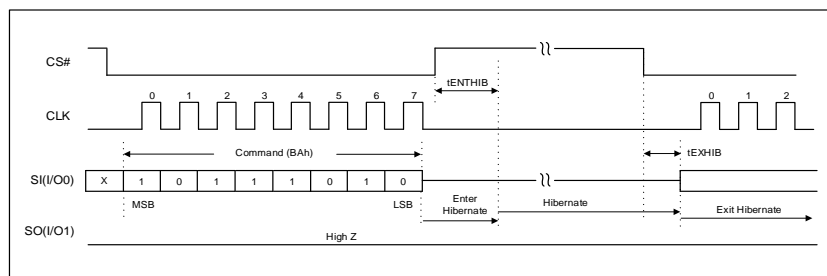 CS#
tENTHIB
0 1 2 3 4 5 6 7 0 1 2
CLK
Command (BAh)
tEXHIB
SI(I/O0) X 1 0 1 1 1 0 1 0
MSB LSB Enter Hibernate Hibernate Exit Hibernate
SO(I/O1)
High Z